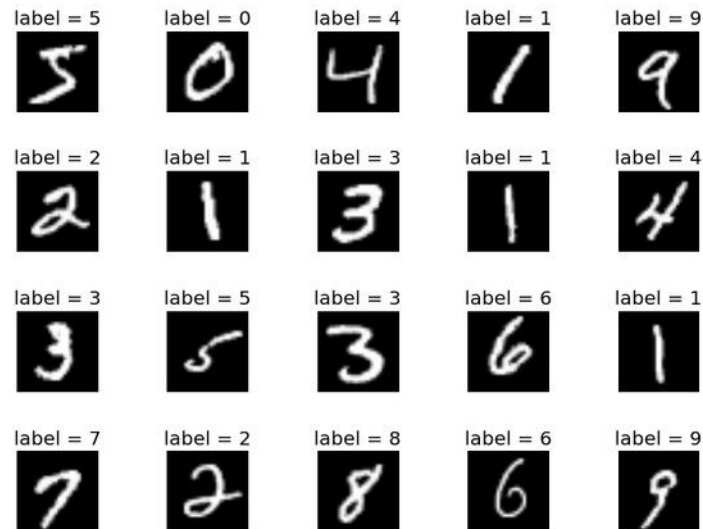 label = 5 label = 0 label = 4 label = 1 label = 9
5 0 4 1 9
label = 2 label = 1 label = 3 label = 1 label = 4
2 1 3 1 4
label = 3 label = 5 label = 3 label = 6 label = 1
3 5 3 6 1
label = 7 label = 2 label = 8 label = 6 label = 9
7 2 8 6 9